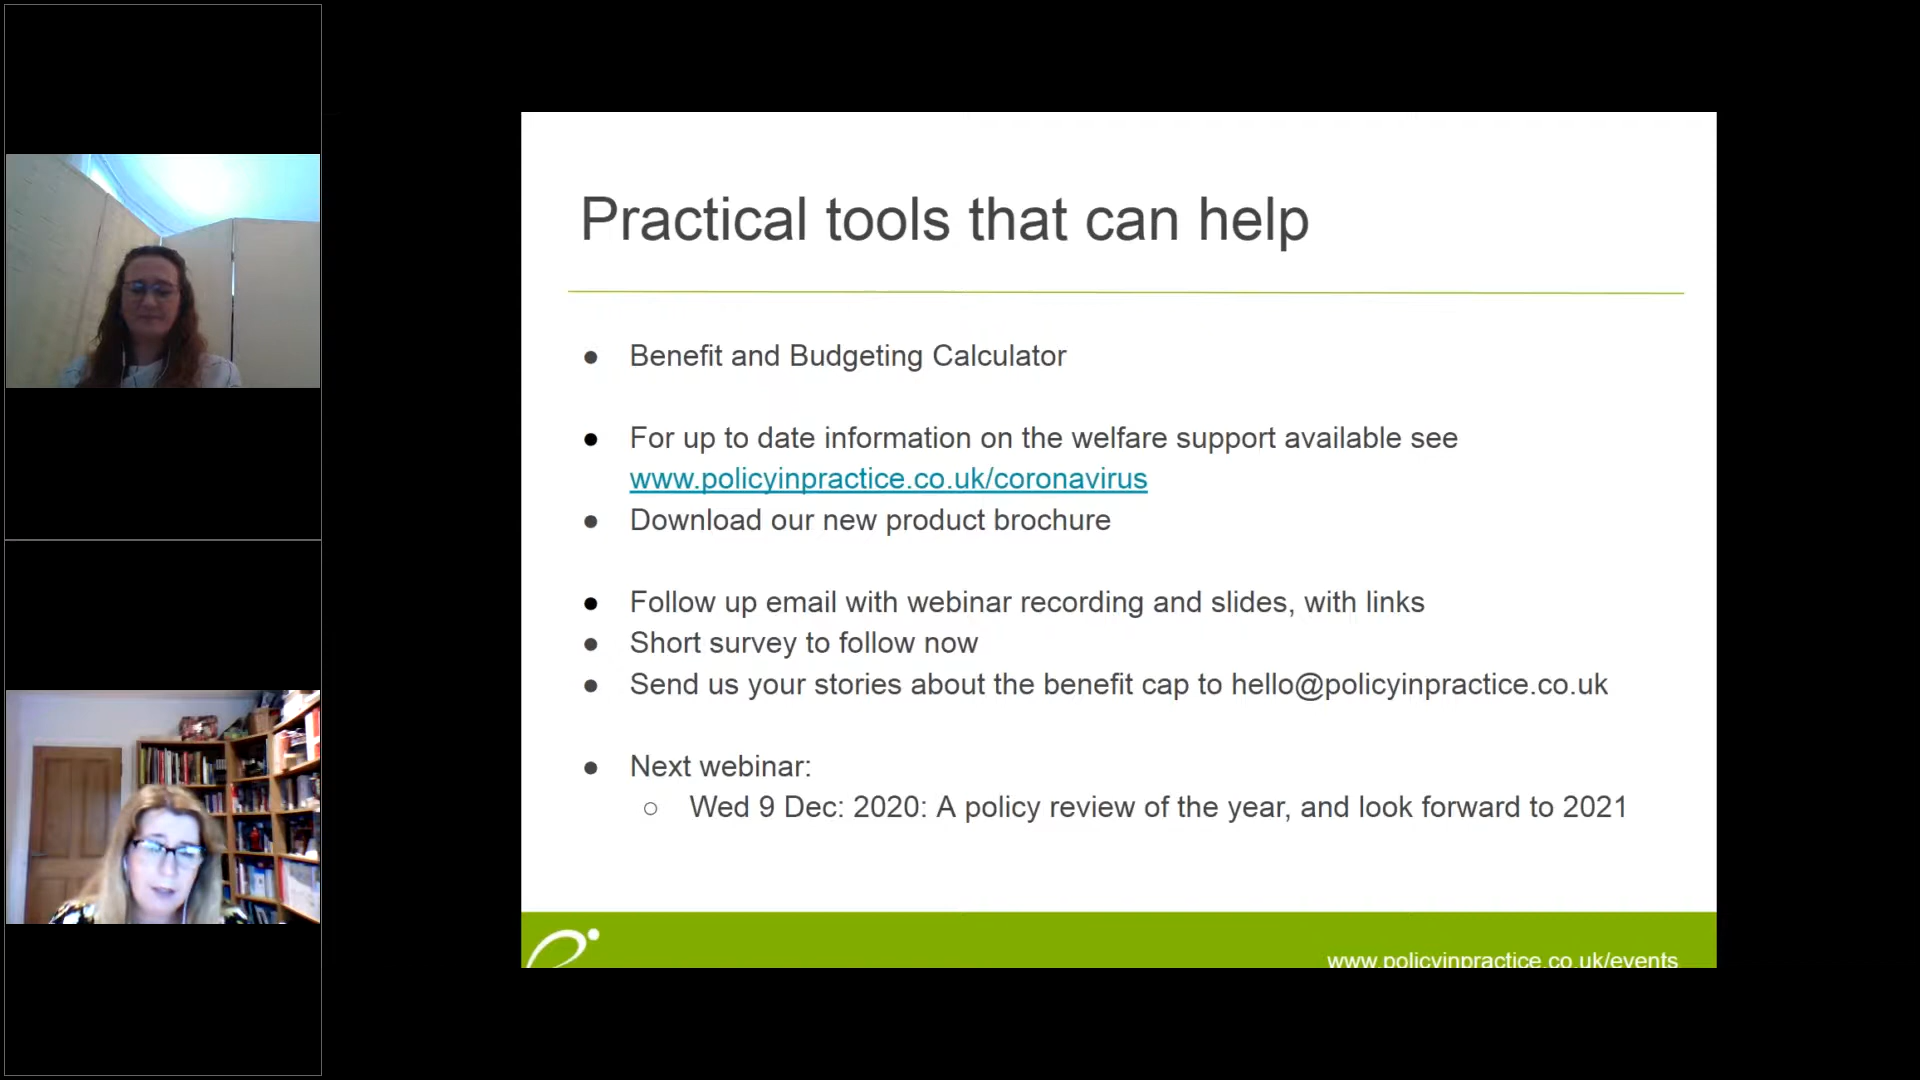 Practical tools that can help
● Benefit and Budgeting Calculator
● For up to date information on the welfare support available see
www.policyinpractice.co.uk/coronavirus
● Download our new product brochure
● Follow up email with webinar recording and slides, with links
● Short survey to follow now
● Send us your stories about the benefit cap to hello@policyinpractice.co.uk
● Next webinar:
○ Wed 9 Dec: 2020: A policy review of the year, and look forward to 2021
www.policyinpractice.co.uk/events